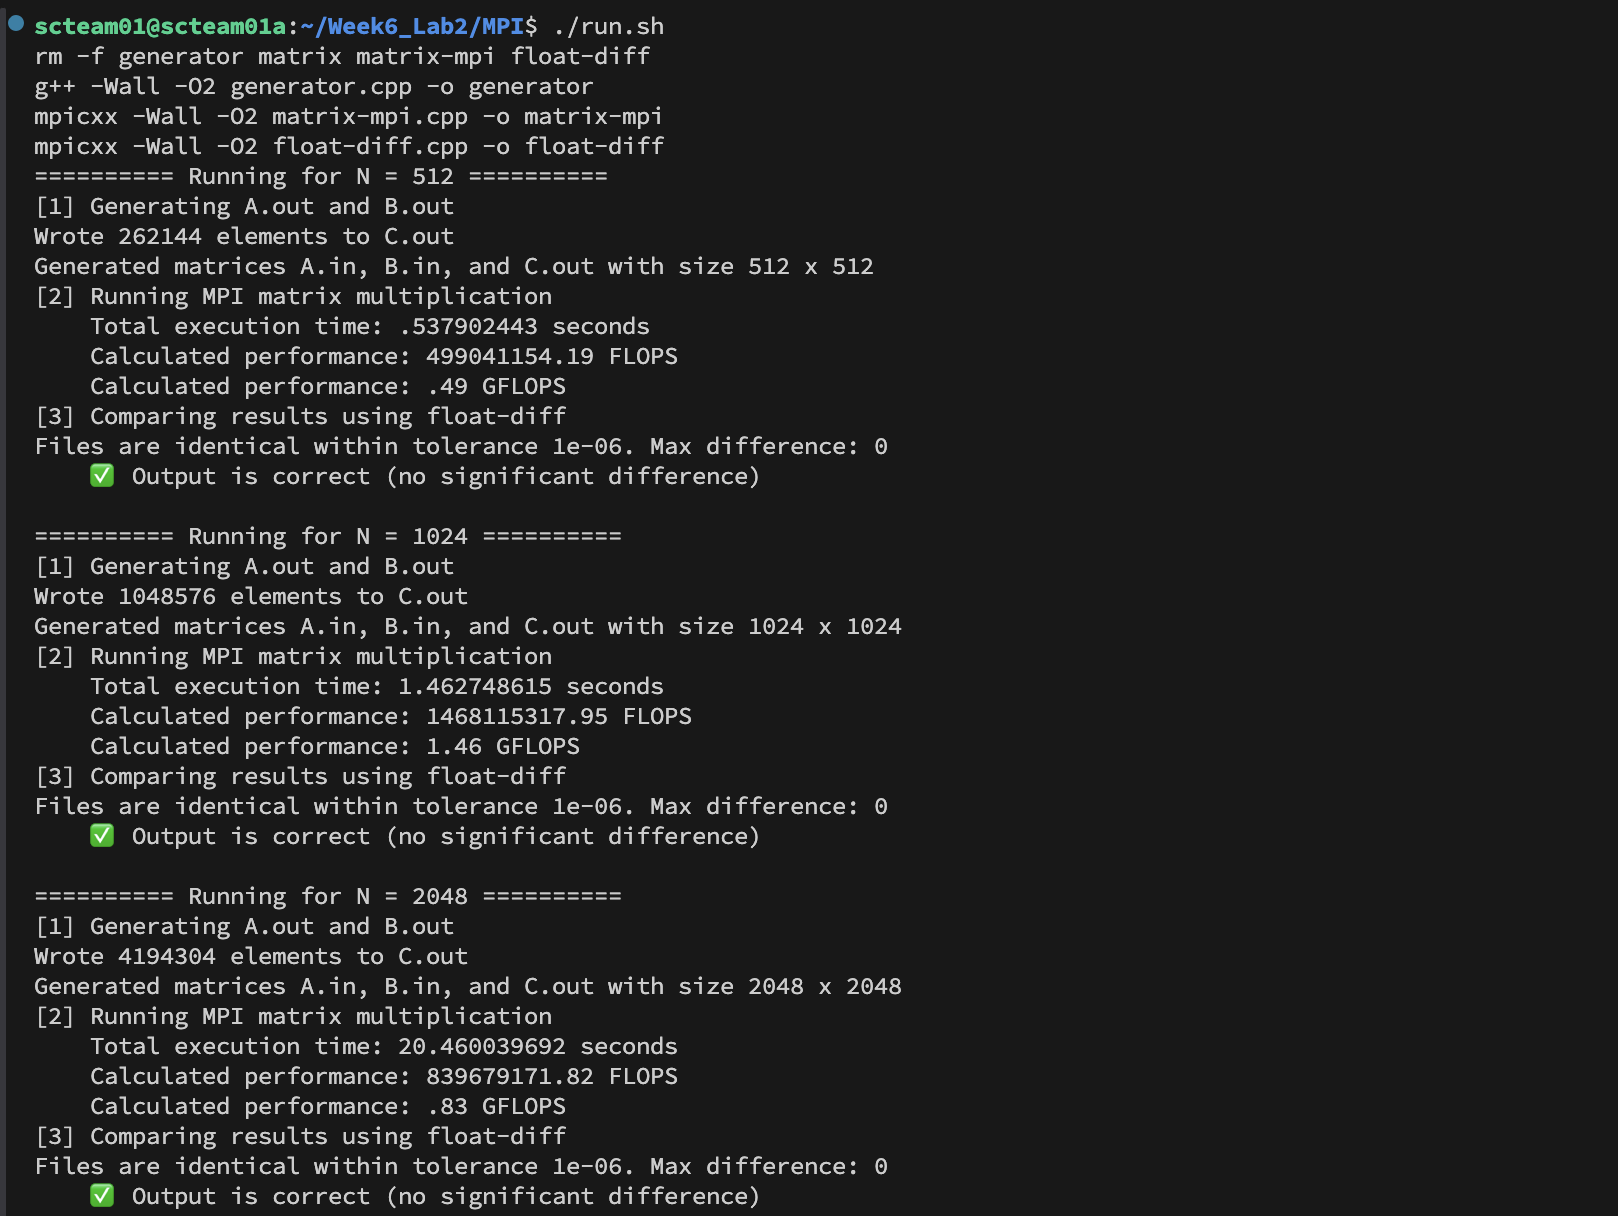 scteam01@scteam01a:~/Week6_Lab2/MPI$ ./run.sh
rm -f generator matrix matrix-mpi float-diff
g++ -Wall -O2 generator.cpp -o generator
mpicxx -Wall -O2 matrix-mpi.cpp -o matrix-mpi
mpicxx -Wall -O2 float-diff.cpp -o float-diff
========== Running for N = 512 ==========
[1] Generating A.out and B.out
Wrote 262144 elements to C.out
Generated matrices A.in, B.in, and C.out with size 512 x 512
[2] Running MPI matrix multiplication
    Total execution time: .537902443 seconds
    Calculated performance: 499041154.19 FLOPS
    Calculated performance: .49 GFLOPS
[3] Comparing results using float-diff
Files are identical within tolerance 1e-06. Max difference: 0
    ✅ Output is correct (no significant difference)

========== Running for N = 1024 ==========
[1] Generating A.out and B.out
Wrote 1048576 elements to C.out
Generated matrices A.in, B.in, and C.out with size 1024 x 1024
[2] Running MPI matrix multiplication
    Total execution time: 1.462748615 seconds
    Calculated performance: 1468115317.95 FLOPS
    Calculated performance: 1.46 GFLOPS
[3] Comparing results using float-diff
Files are identical within tolerance 1e-06. Max difference: 0
    ✅ Output is correct (no significant difference)

========== Running for N = 2048 ==========
[1] Generating A.out and B.out
Wrote 4194304 elements to C.out
Generated matrices A.in, B.in, and C.out with size 2048 x 2048
[2] Running MPI matrix multiplication
    Total execution time: 20.460039692 seconds
    Calculated performance: 839679171.82 FLOPS
    Calculated performance: .83 GFLOPS
[3] Comparing results using float-diff
Files are identical within tolerance 1e-06. Max difference: 0
    ✅ Output is correct (no significant difference)